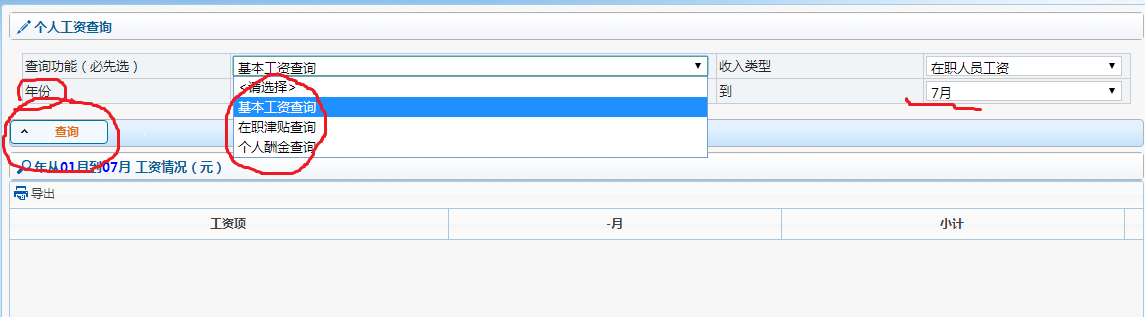 个人工资查询
查询功能（必先选） 基本工资查询 收入类型 在职人员工资
<请选择>
年份 到 7月
基本工资查询
在职津贴查询
个人酬金查询
查询
年从01月到07月 工资情况（元）
导出
工资项 -月 小计